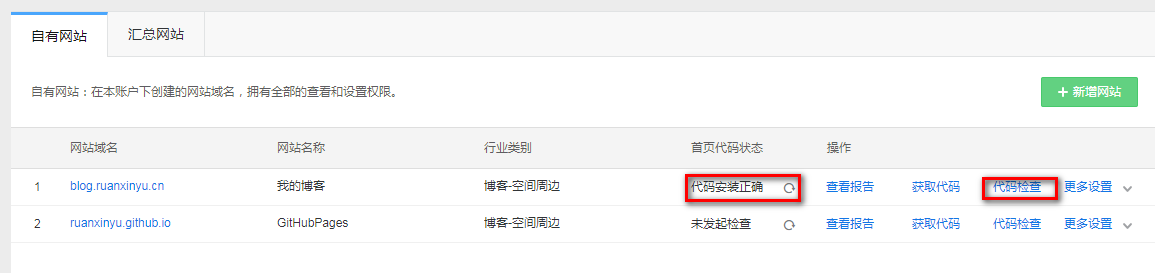 自有网站 汇总网站
自有网站：在本账户下创建的网站域名，拥有全部的查看和设置权限。 + 新增网站
网站域名 网站名称 行业类别 首页代码状态 操作
1 blog.ruanxinyu.cn 我的博客 博客-空间周边 代码安装正确 查看报告 获取代码 代码检查 更多设置
2 ruanxinyu.github.io GitHubPages 博客-空间周边 未发起检查 查看报告 获取代码 代码检查 更多设置